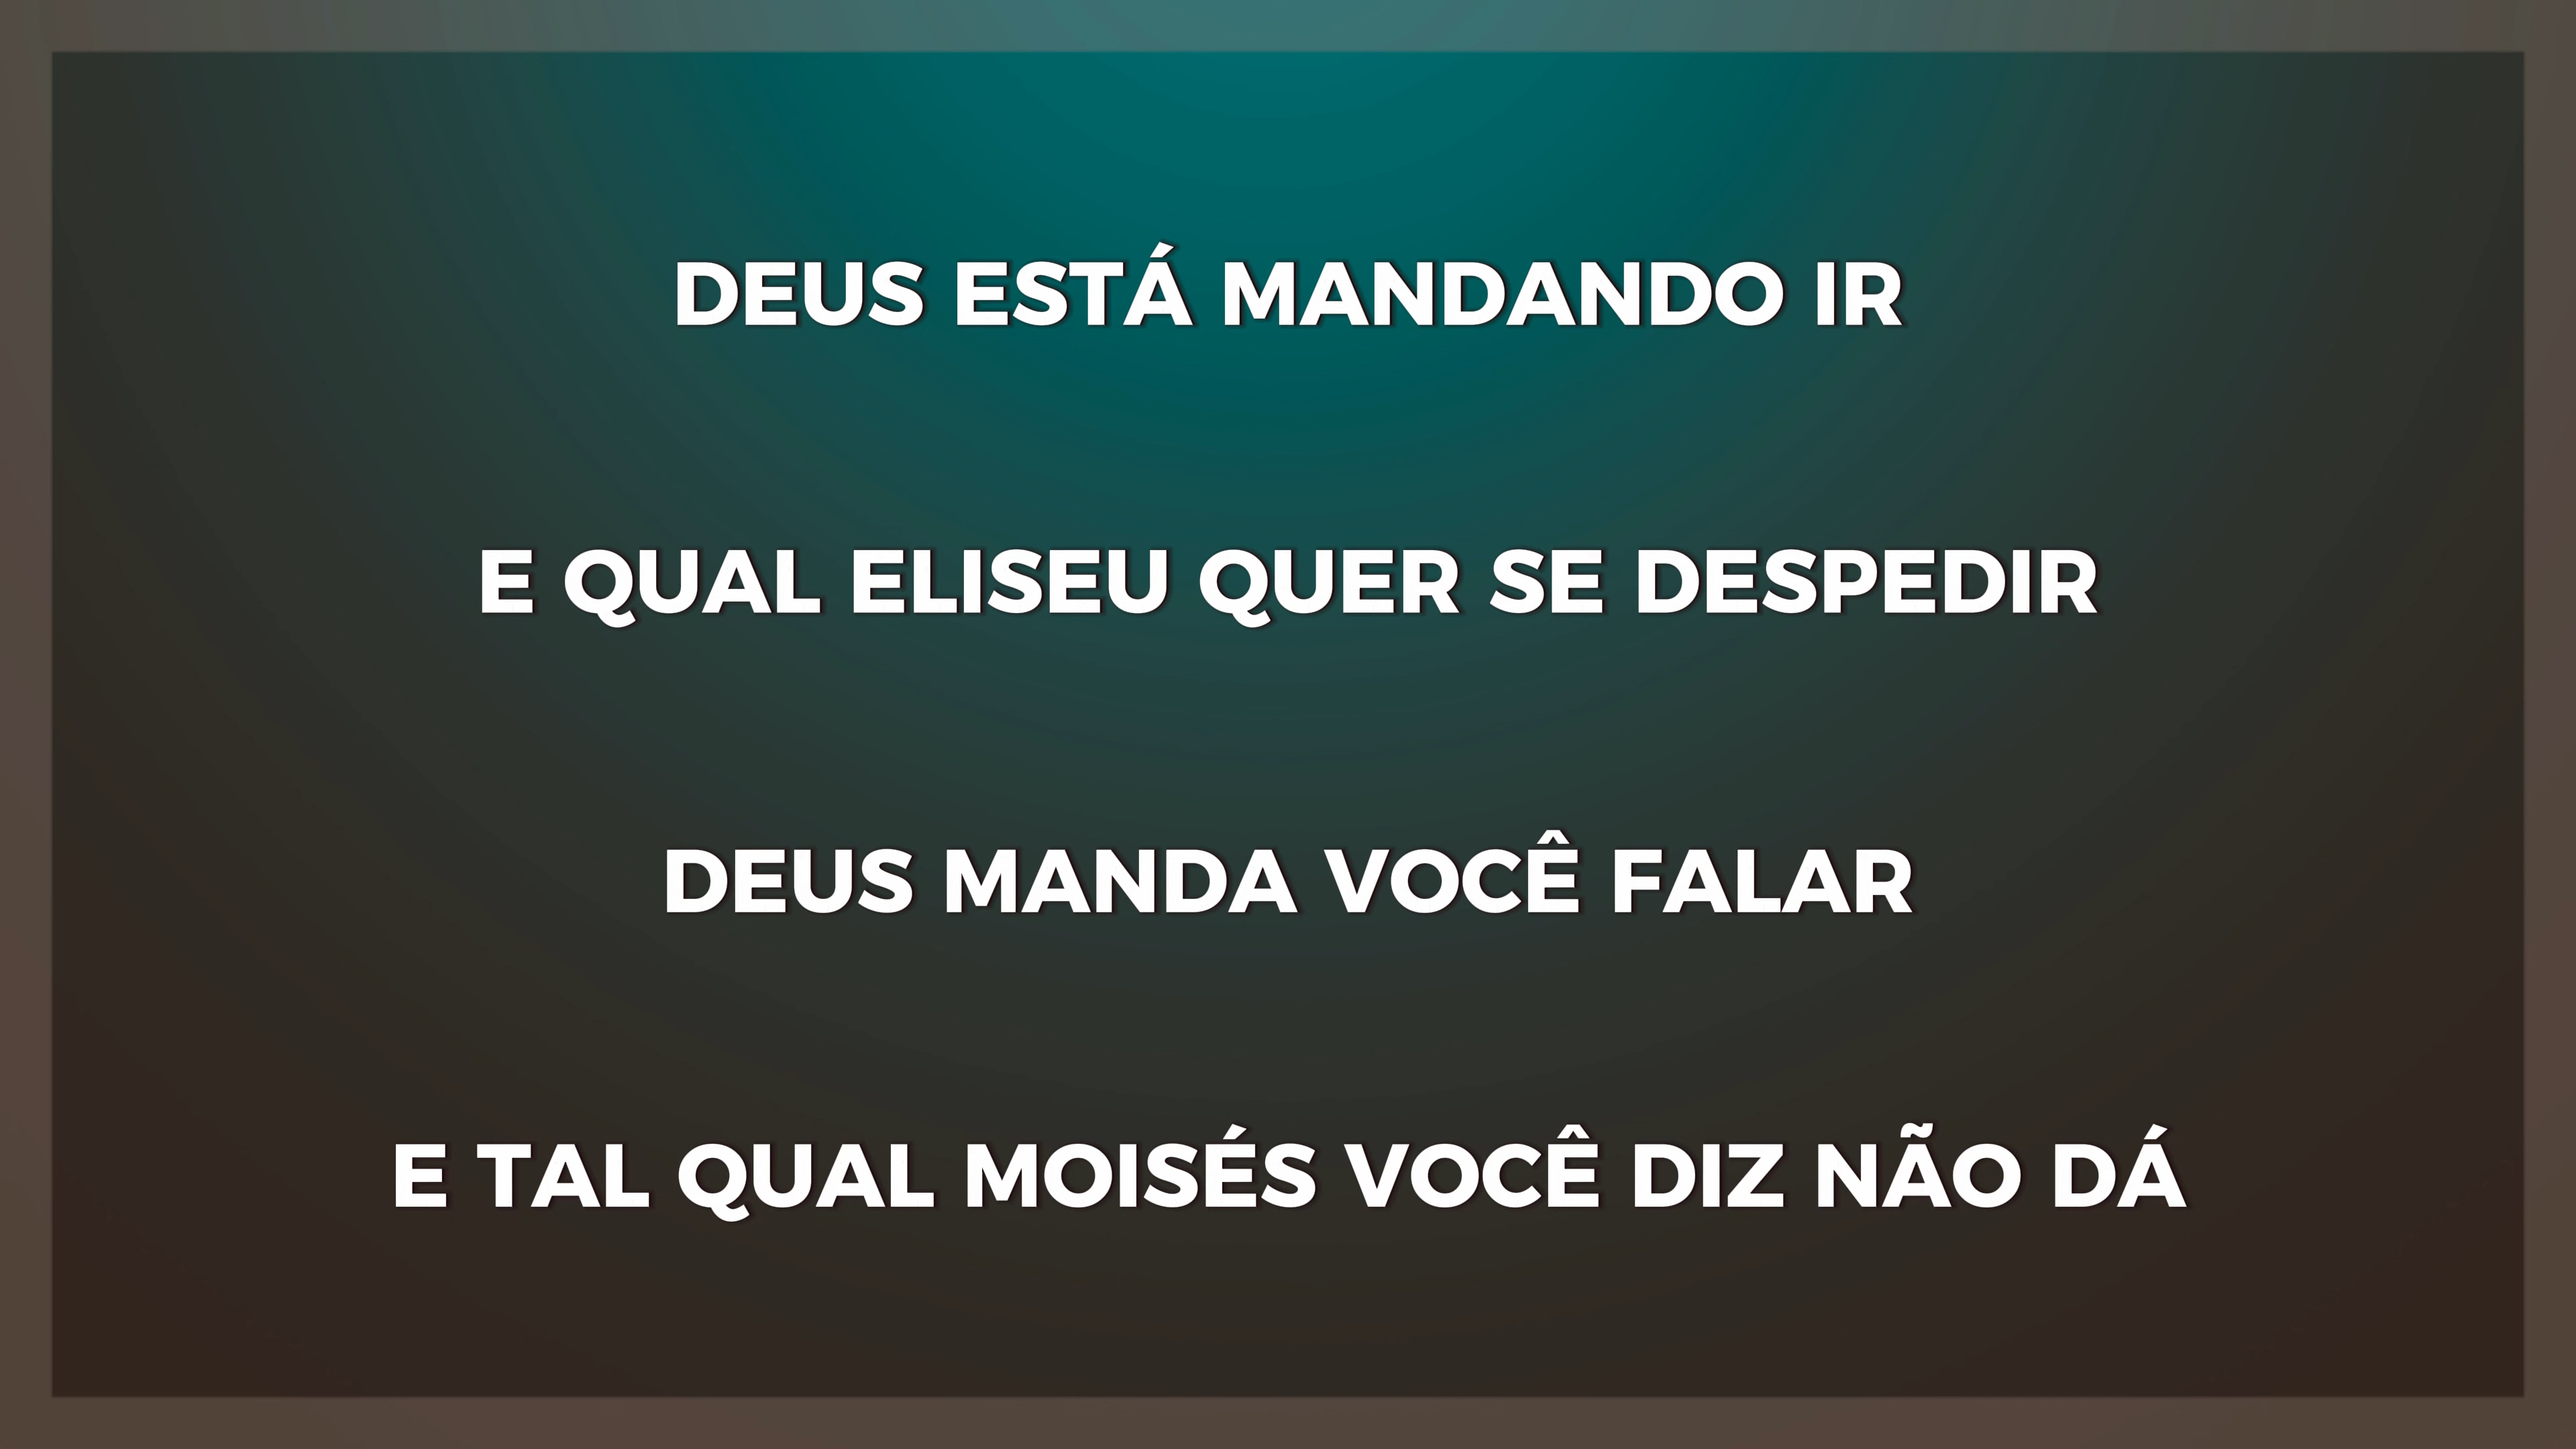 DEUS ESTÁ MANDANDO IR
E QUAL ELISEU QUER SE DESPEDIR
DEUS MANDA VOCÊ FALAR
E TAL QUAL MOISÉS VOCÊ DIZ NÃO DÁ